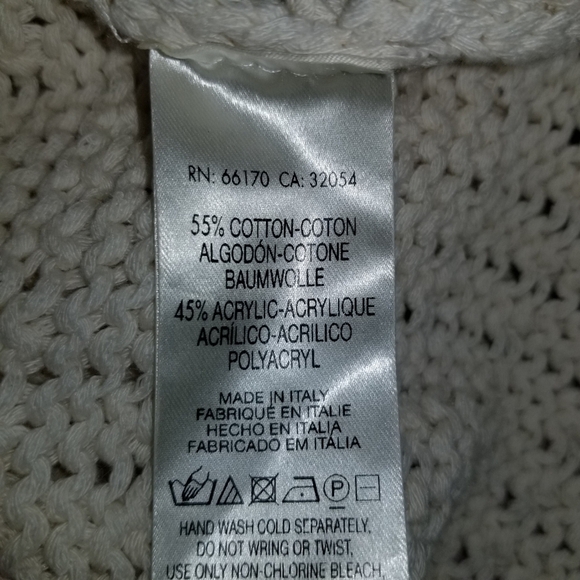 RN: 66170 CA: 32054
55% COTTON-COTON
ALGODÓN-COTONE
BAUMWOLLE
45% ACRYLIC-ACRYLIQUE
ACRÍLICO-ACRILICO
POLYACRYL
MADE IN ITALY
FABRIQUÉ EN ITALIE
HECHO EN ITALIA
FABRICADO EM ITÁLIA
P
HAND WASH COLD SEPARATELY,
DO NOT WRING OR TWIST,
USE ONLY NON-CHLORINE BLEACH,